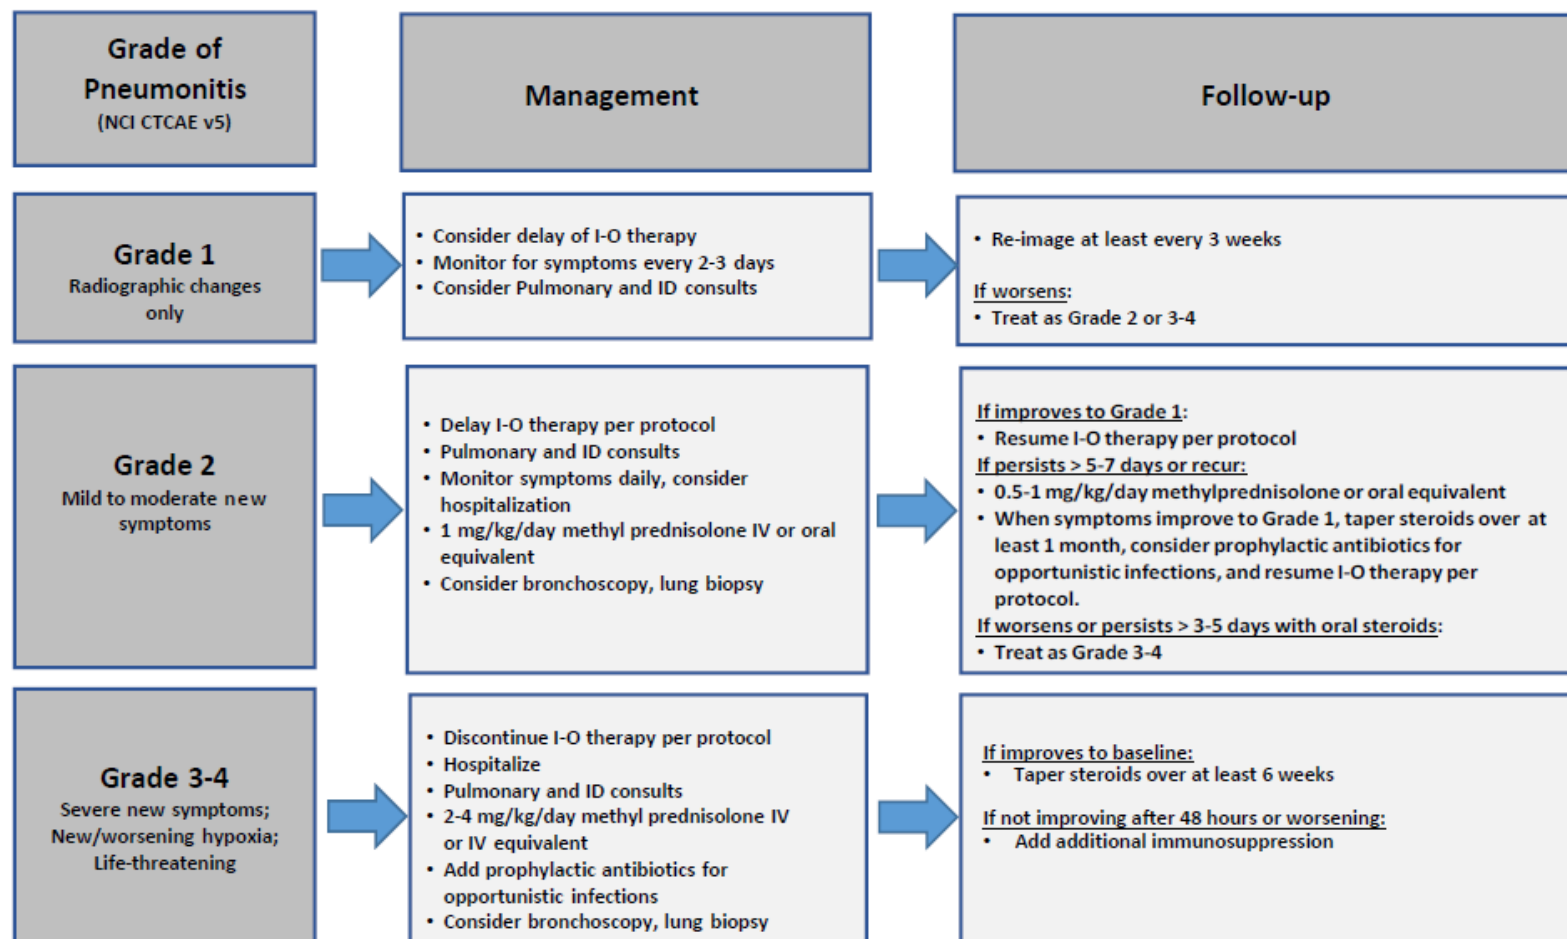 Grade of
Pneumonitis
(NCI CTCAE v5)
Management
Follow-up
Grade 1
Radiographic changes
only
• Consider delay of I-O therapy
• Monitor for symptoms every 2-3 days
• Consider Pulmonary and ID consults
• Re-image at least every 3 weeks
If worsens:
• Treat as Grade 2 or 3-4
Grade 2
Mild to moderate new
symptoms
• Delay I-O therapy per protocol
• Pulmonary and ID consults
• Monitor symptoms daily, consider
hospitalization
• 1 mg/kg/day methyl prednisolone IV or oral
equivalent
• Consider bronchoscopy, lung biopsy
If improves to Grade 1:
• Resume I-O therapy per protocol
If persists > 5-7 days or recur:
• 0.5-1 mg/kg/day methylprednisolone or oral equivalent
• When symptoms improve to Grade 1, taper steroids over at
least 1 month, consider prophylactic antibiotics for
opportunistic infections, and resume I-O therapy per
protocol.
If worsens or persists > 3-5 days with oral steroids:
• Treat as Grade 3-4
Grade 3-4
Severe new symptoms;
New/worsening hypoxia;
Life-threatening
• Discontinue I-O therapy per protocol
• Hospitalize
• Pulmonary and ID consults
• 2-4 mg/kg/day methyl prednisolone IV
or IV equivalent
• Add prophylactic antibiotics for
opportunistic infections
• Consider bronchoscopy, lung biopsy
If improves to baseline:
• Taper steroids over at least 6 weeks
If not improving after 48 hours or worsening:
• Add additional immunosuppression